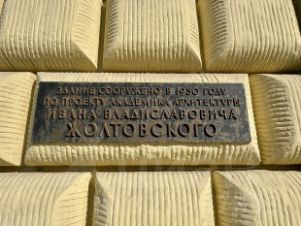 ЗДАНИЕ СООРУЖЕНО В 1950 ГОДУ
ПО ПРОЕКТУ АКАДЕМИКА АРХИТЕКТУРЫ
ИВАНА ВЛАДИСЛАВОВИЧА
ЖОЛТОВСКОГО